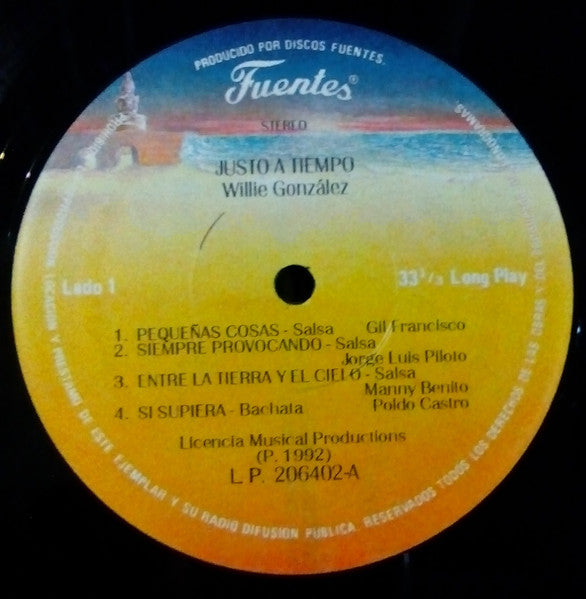 PRODUCIDO POR DISCOS FUENTES.
Fuentes®
STEREO
JUSTO A TIEMPO
Willie González
Lado 1
33 1/3 Long Play
1. PEQUEÑAS COSAS - Salsa Gil Francisco
2. SIEMPRE PROVOCANDO - Salsa
Jorge Luis Piloto
3. ENTRE LA TIERRA Y EL CIELO - Salsa
Manny Benito
4. SI SUPIERA - Bachata Poldo Castro
Licencia Musical Productions
(P. 1992)
L P. 206402-A
LOCACION Y PRESTAMO DE ESTE EJEMPLAR Y SU RADIO DIFUSION PUBLICA. RESERVADOS TODOS LOS DERECHOS DE LAS OBRAS Y DEL